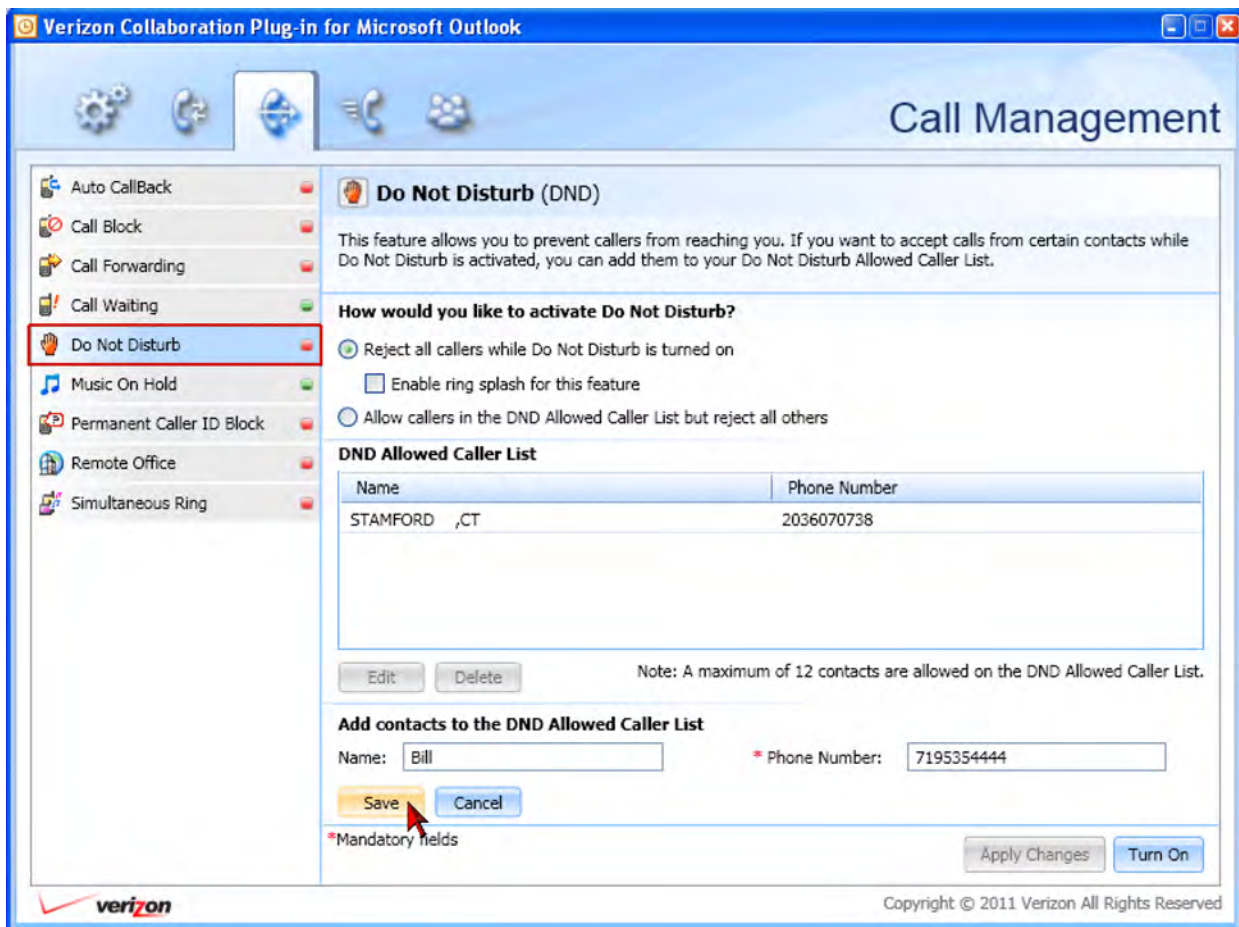 Verizon Collaboration Plug-in for Microsoft Outlook
Call Management
Auto CallBack
Call Block
Call Forwarding
Call Waiting
Do Not Disturb
Music On Hold
Permanent Caller ID Block
Remote Office
Simultaneous Ring
Do Not Disturb (DND)
This feature allows you to prevent callers from reaching you. If you want to accept calls from certain contacts while
Do Not Disturb is activated, you can add them to your Do Not Disturb Allowed Caller List.
How would you like to activate Do Not Disturb?
Reject all callers while Do Not Disturb is turned on
Enable ring splash for this feature
Allow callers in the DND Allowed Caller List but reject all others
DND Allowed Caller List
Name Phone Number
STAMFORD ,CT 2036070738
Edit Delete Note: A maximum of 12 contacts are allowed on the DND Allowed Caller List.
Add contacts to the DND Allowed Caller List
Name: Bill * Phone Number: 7195354444
Save Cancel
*Mandatory fields
Apply Changes Turn On
verizon Copyright © 2011 Verizon All Rights Reserved